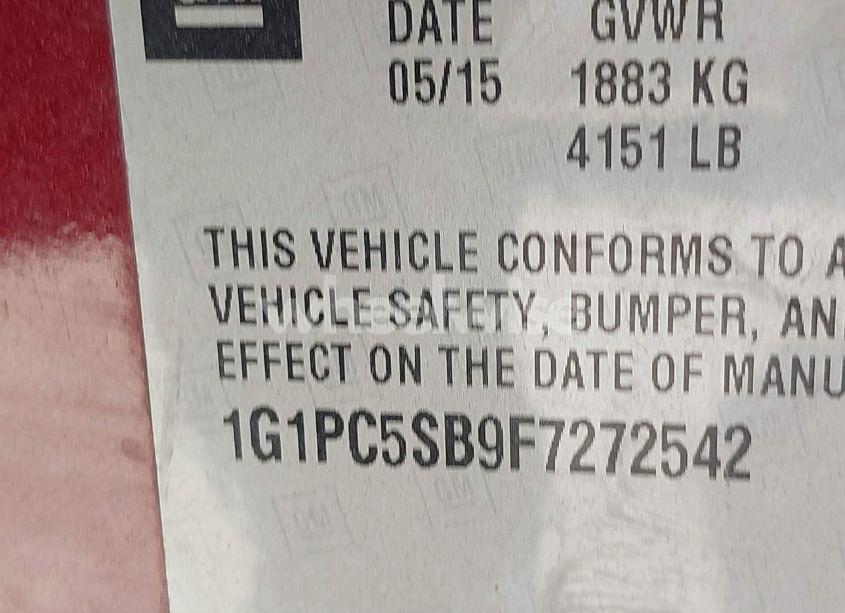 DATE GVWR
05/15 1883 KG
4151 LB
THIS VEHICLE CONFORMS TO A
VEHICLE SAFETY, BUMPER, AN
EFFECT ON THE DATE OF MANU
1G1PC5SB9F7272542